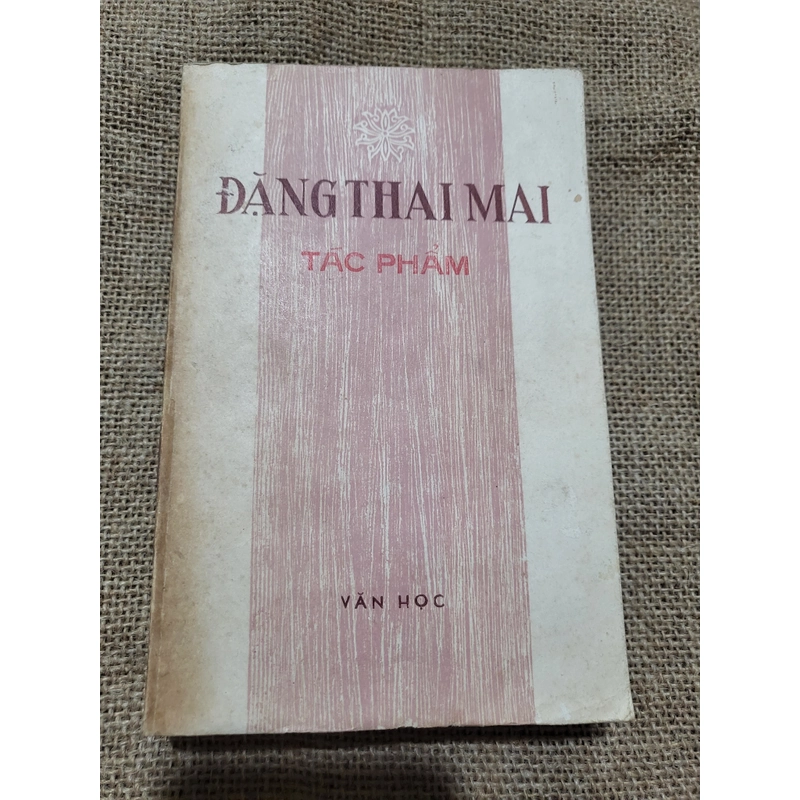 ĐẶNG THAI MAI
TÁC PHẨM
VĂN HỌC